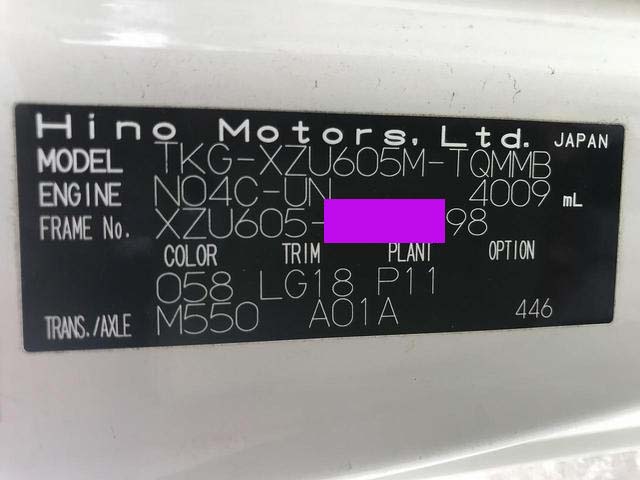 Hino Motors, Ltd. JAPAN
MODEL TKG-XZU605M-TQMMB
ENGINE N04C-UN 4009 mL
FRAME No. XZU605- 98
COLOR TRIM PLANT OPTION
058 LG18 P11
TRANS./AXLE M550 A01A 446